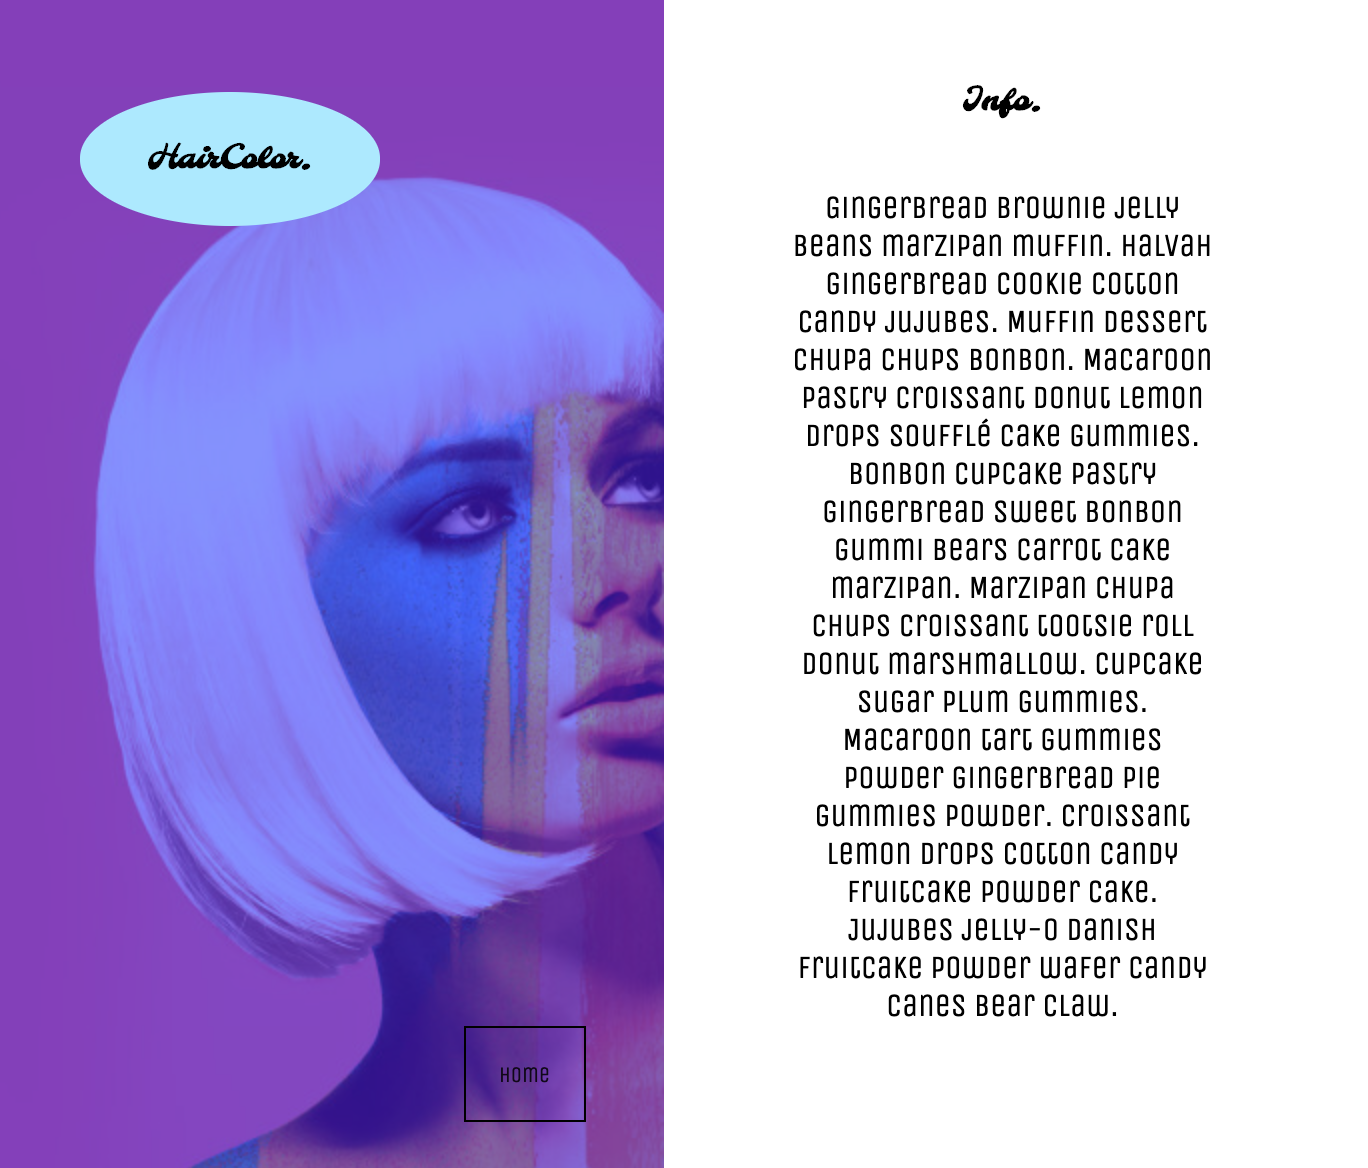 HairColor.
Info.
Gingerbread brownie jelly
beans marzipan muffin. Halvah
gingerbread cookie cotton
candy jujubes. Muffin dessert
chupa chups bonbon. Macaroon
pastry croissant donut lemon
drops soufflé cake gummies.
Bonbon cupcake pastry
gingerbread sweet bonbon
gummi bears carrot cake
marzipan. Marzipan chupa
chups croissant tootsie roll
donut marshmallow. Cupcake
sugar plum gummies.
Macaroon tart gummies
powder gingerbread pie
gummies powder. Croissant
lemon drops cotton candy
fruitcake powder cake.
Jujubes jelly-o danish
fruitcake powder wafer candy
canes bear claw.
Home